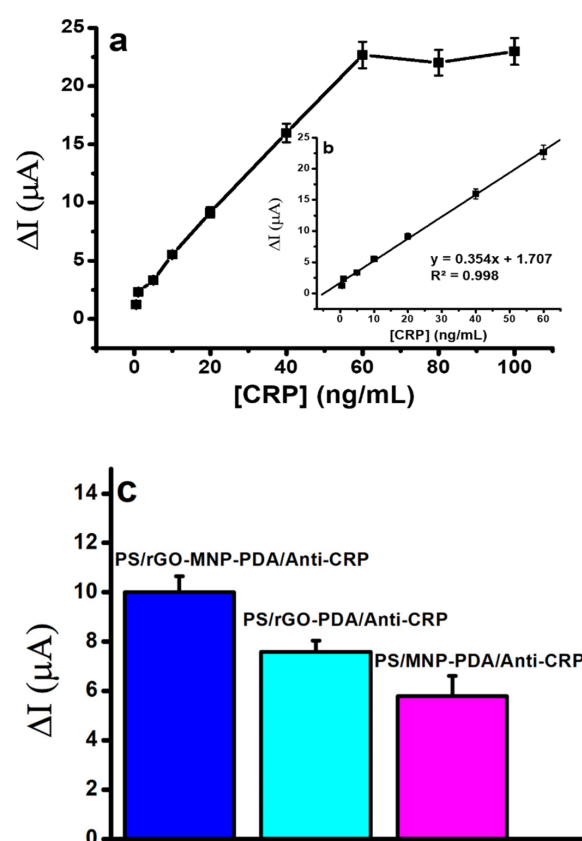 a
25
20
15
10
5
0
ΔI (μA)
0 20 40 60 80 100
[CRP] (ng/mL)
b
25
20
15
10
5
0
ΔI (μA)
y = 0.354x + 1.707
R² = 0.998
0 10 20 30 40 50 60
[CRP] (ng/mL)
c
14
12
10
8
6
4
2
0
ΔI (μA)
PS/rGO-MNP-PDA/Anti-CRP
PS/rGO-PDA/Anti-CRP
PS/MNP-PDA/Anti-CRP